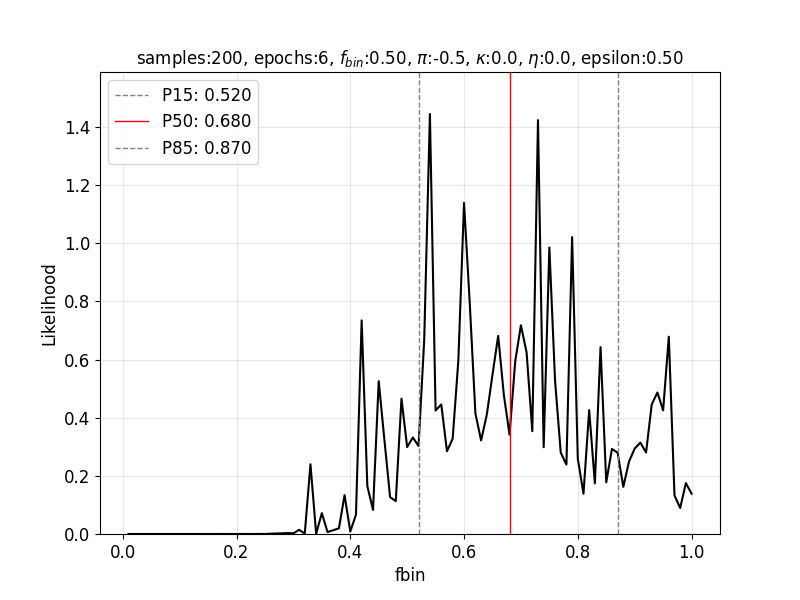 samples:200, epochs:6, f_bin:0.50, π:-0.5, κ:0.0, η:0.0, epsilon:0.50
P15: 0.520
P50: 0.680
P85: 0.870
Likelihood
1.4
1.2
1.0
0.8
0.6
0.4
0.2
0.0
0.0 0.2 0.4 0.6 0.8 1.0
fbin